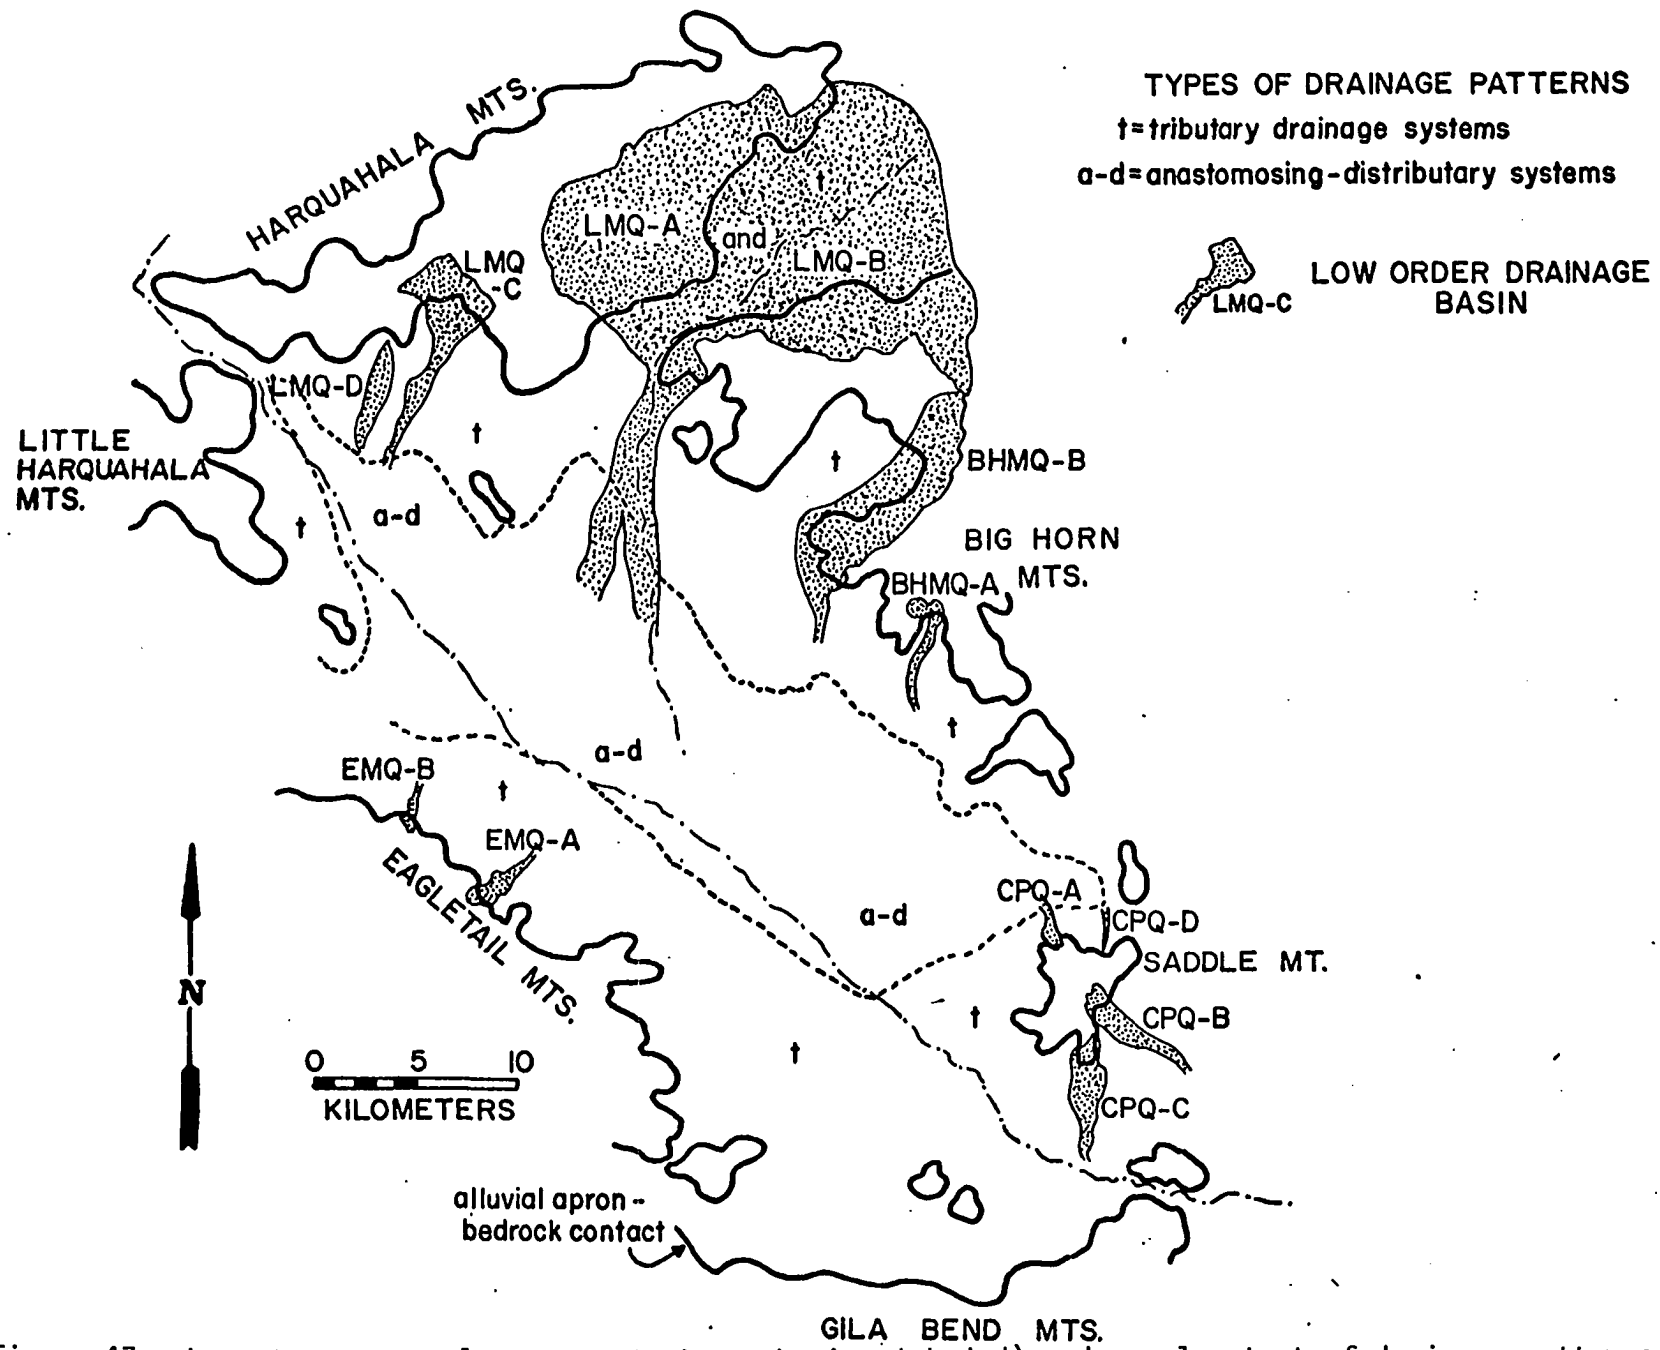 TYPES OF DRAINAGE PATTERNS
t=tributary drainage systems
a-d=anastomosing-distributary systems
LMQ-C
LOW ORDER DRAINAGE
BASIN
HARQUAHALA MTS.
LMQ-A
and
LMQ-B
t
LMQ
-C
LMQ-D
t
LITTLE
HARQUAHALA
MTS.
t
a-d
t
BHMQ-B
BIG HORN
MTS.
BHMQ-A
t
a-d
EMQ-B
t
EMQ-A
EAGLETAIL MTS.
a-d
CPQ-A
CPQ-D
SADDLE MT.
CPQ-B
t
t
CPQ-C
N
0 5 10
KILOMETERS
alluvial apron-
bedrock contact
GILA BEND MTS.